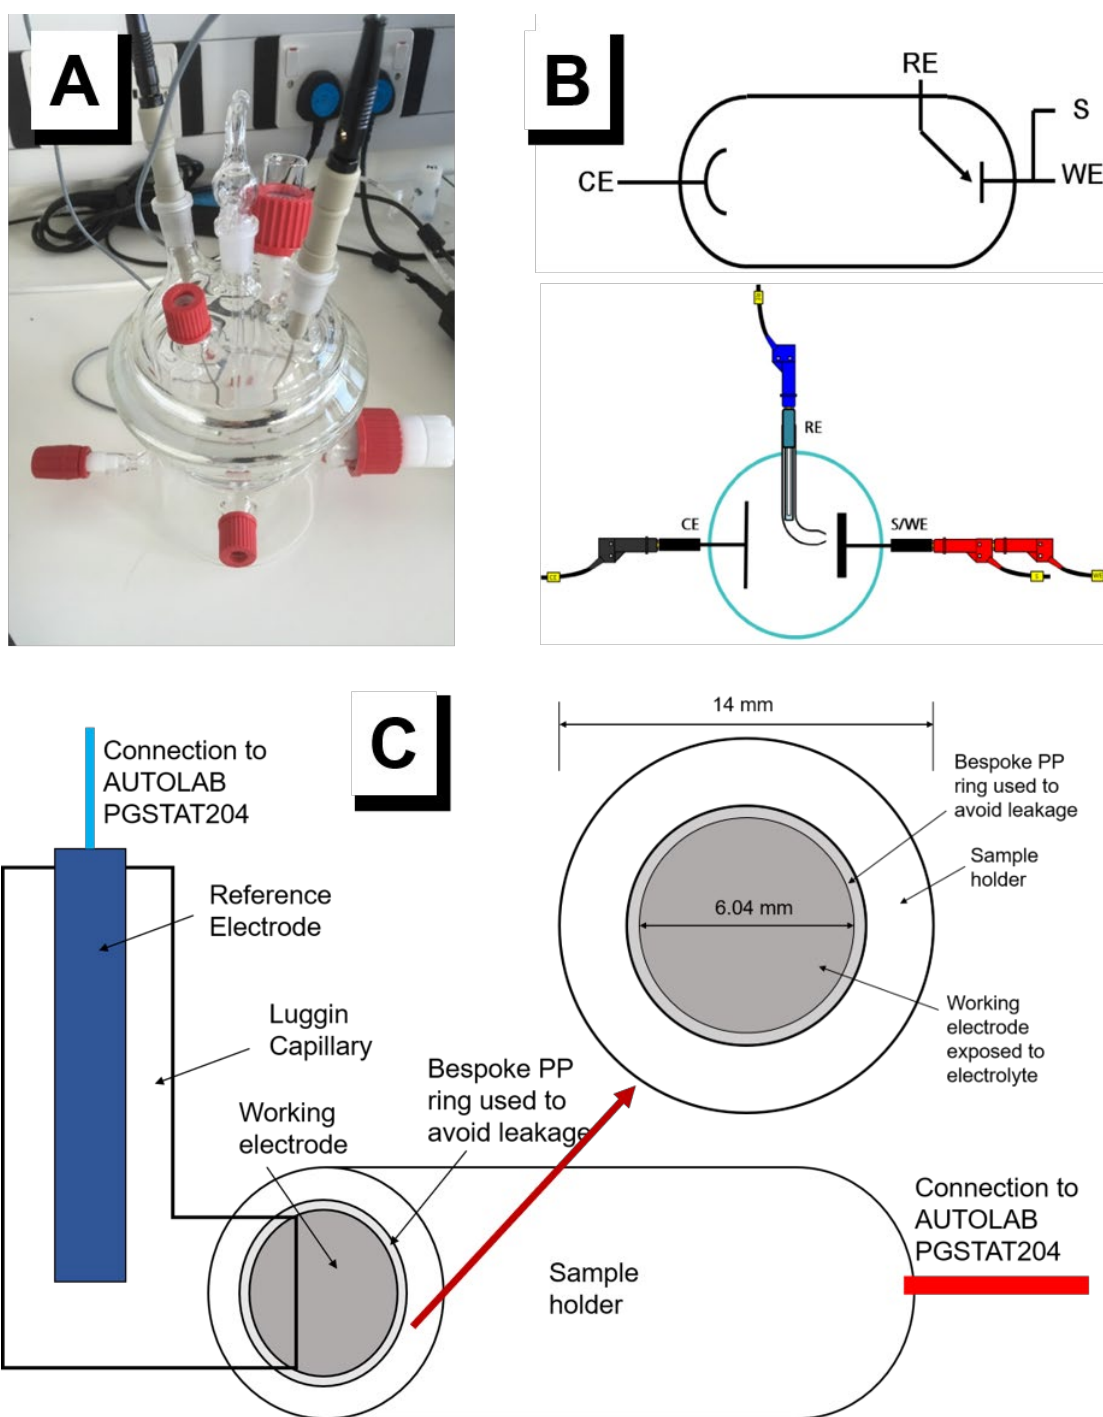 A
B
RE
S
CE
WE
RE
CE
S/WE
CE
S
WE
C
14 mm
Connection to
AUTOLAB
PGSTAT204
Bespoke PP
ring used to
avoid leakage
Sample
holder
6.04 mm
Reference
Electrode
Working
electrode
exposed to
electrolyte
Luggin
Capillary
Bespoke PP
ring used to
avoid leakage
Working
electrode
Connection to
AUTOLAB
PGSTAT204
Sample
holder